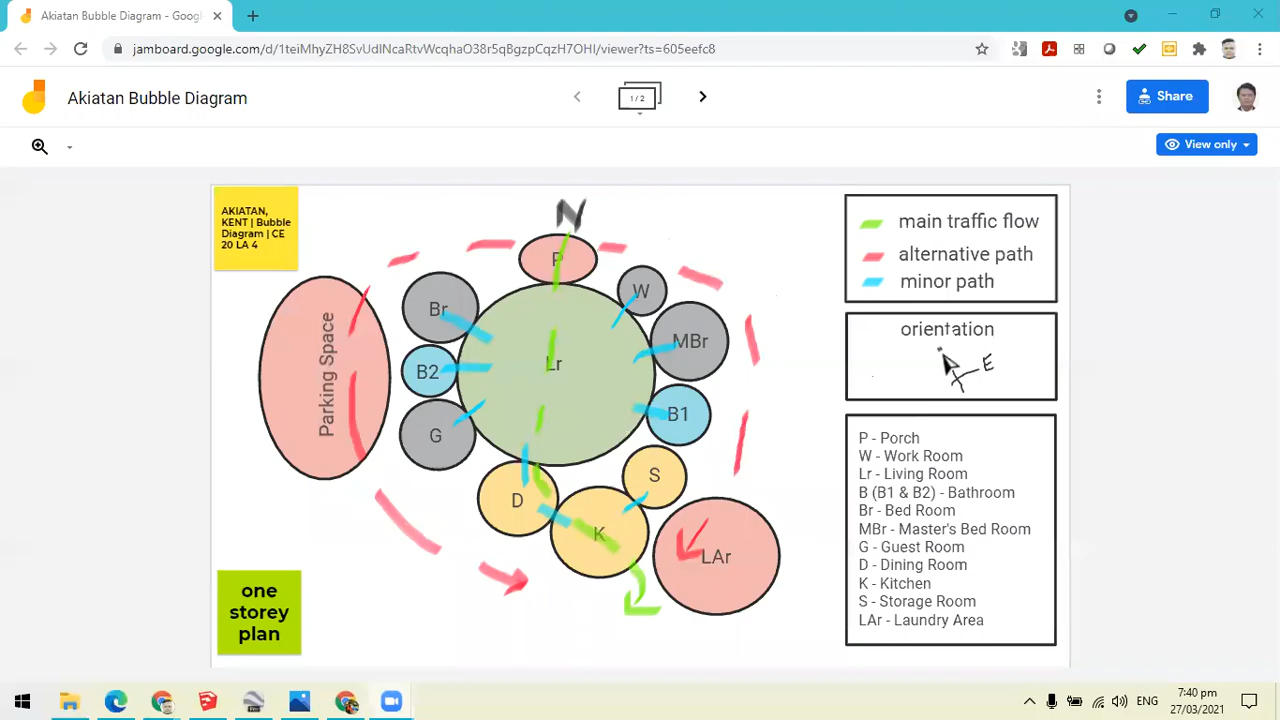 Akiatan Bubble Diagram - Goog
jamboard.google.com/d/1teiMhyZH8SvUdINcaRtvWcqhaO38r5qBgzpCqzH7OHI/viewer?ts=605eefc8
Akiatan Bubble Diagram
1 / 2
Share
View only
AKIATAN,
KENT | Bubble
Diagram | CE
20 LA 4
N
P
W
Br
MBr
Lr
B2
B1
G
S
D
K
LAr
Parking Space
one
storey
plan
main traffic flow
alternative path
minor path
orientation
E
P - Porch
W - Work Room
Lr - Living Room
B (B1 & B2) - Bathroom
Br - Bed Room
MBr - Master's Bed Room
G - Guest Room
D - Dining Room
K - Kitchen
S - Storage Room
LAr - Laundry Area
ENG
7:40 pm
27/03/2021